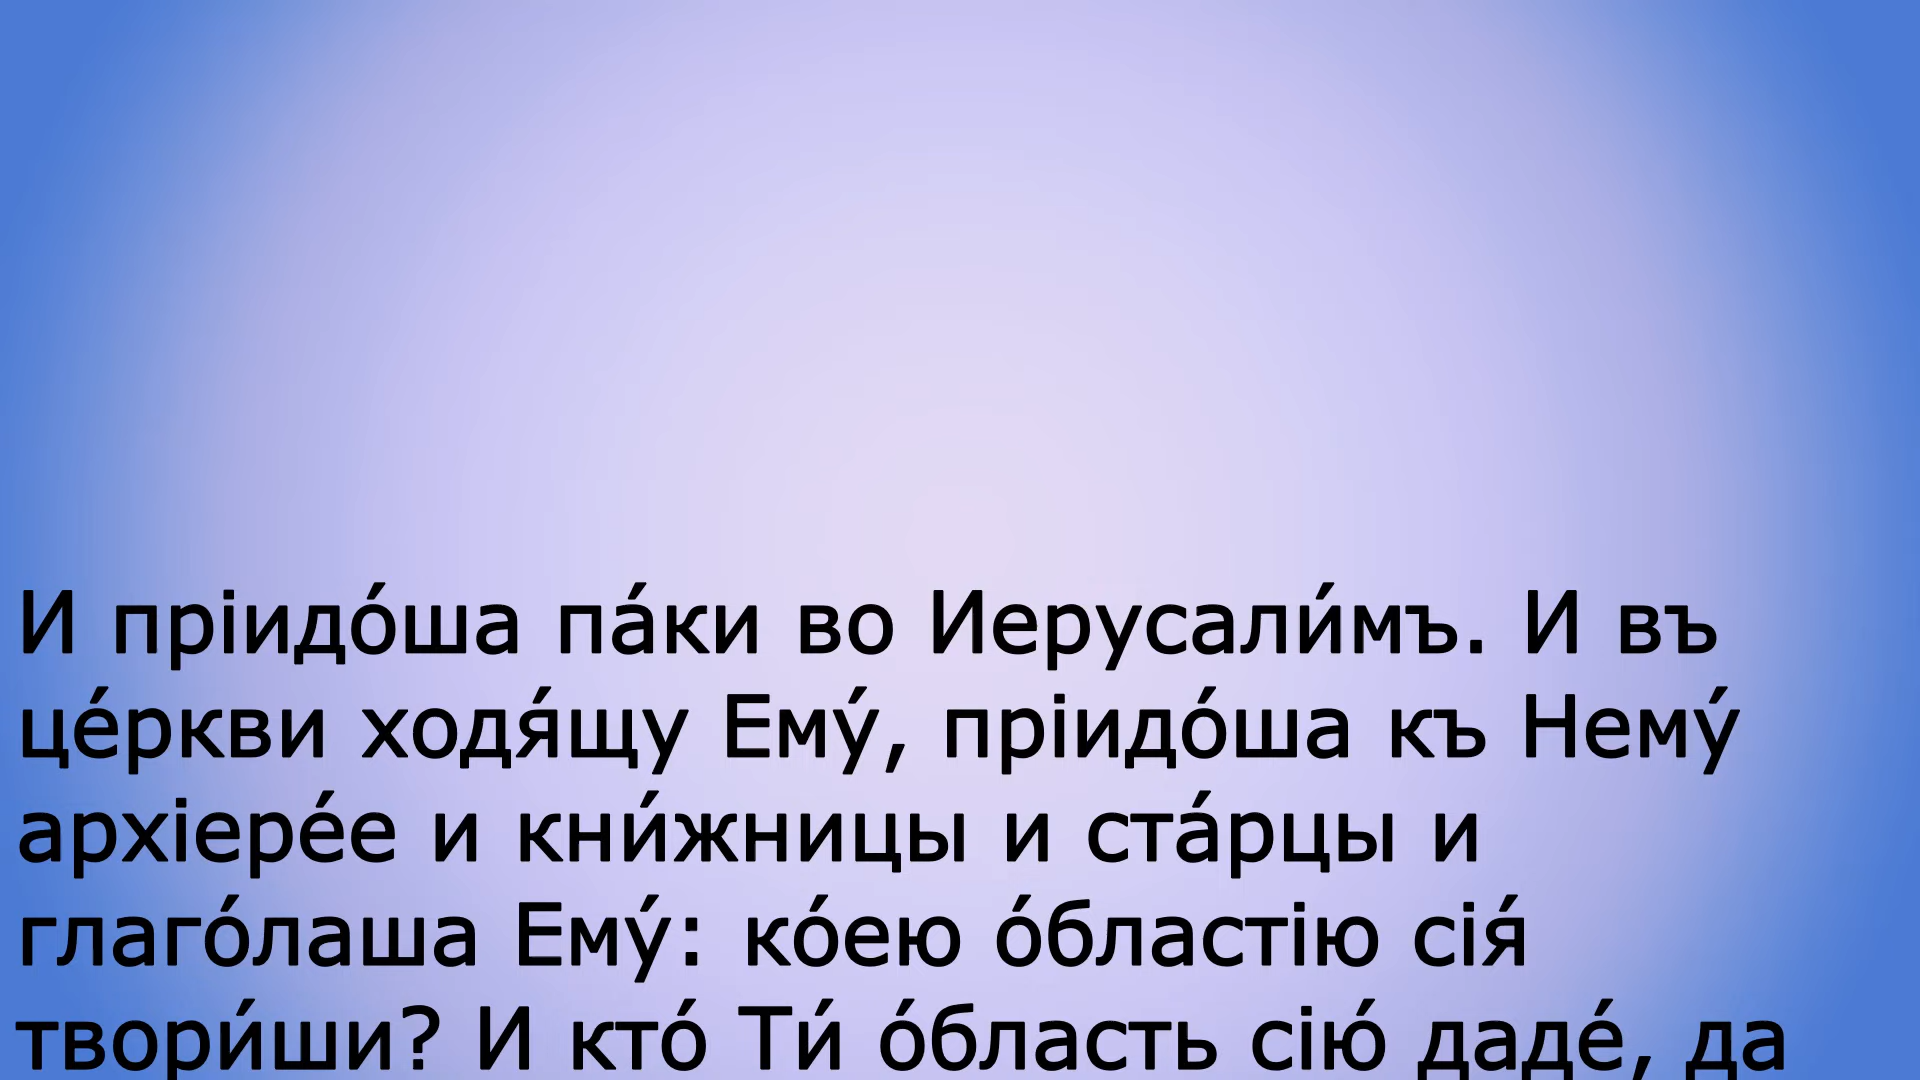 И пріидо́ша па́ки во Иерусали́мъ. И въ
це́ркви ходя́щу Ему́, пріидо́ша къ Нему́
архіере́е и кни́жницы и ста́рцы и
глаго́лаша Ему́: ко́ею о́бластію сія́
твори́ши? И кто́ Ти́ о́бласть сію́ даде́, да